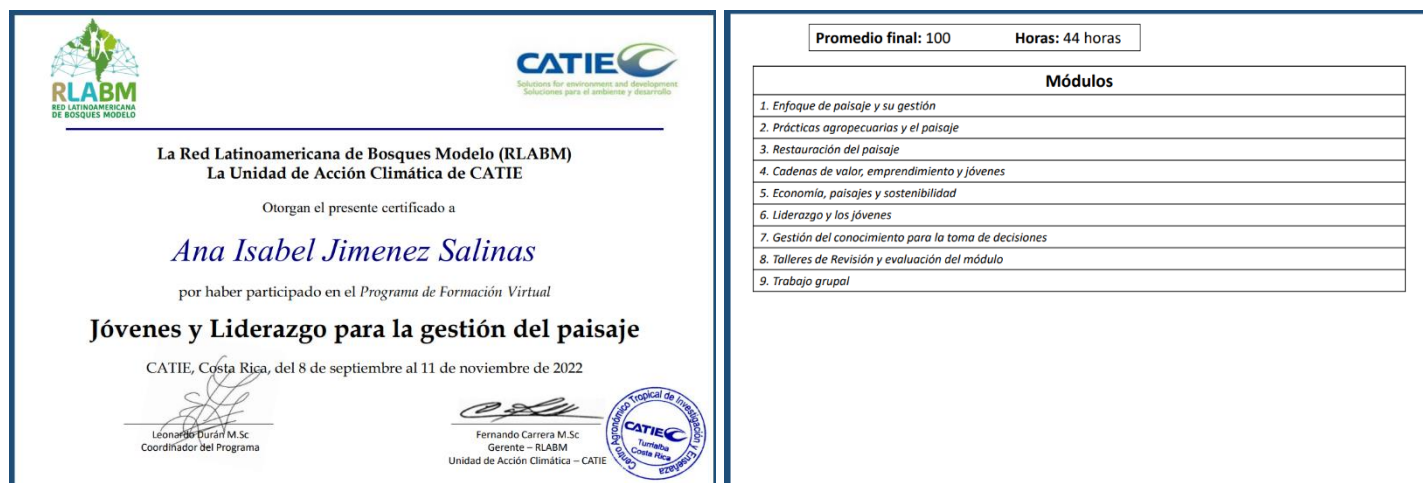 RLABM
RED LATINOAMERICANA
DE BOSQUES MODELO
CATIE
Solutions for environment and development
Soluciones para el ambiente y desarrollo
La Red Latinoamericana de Bosques Modelo (RLABM)
La Unidad de Acción Climática de CATIE
Otorgan el presente certificado a
Ana Isabel Jimenez Salinas
por haber participado en el Programa de Formación Virtual
Jóvenes y Liderazgo para la gestión del paisaje
CATIE, Costa Rica, del 8 de septiembre al 11 de noviembre de 2022
Leonardo Durán M.Sc
Coordinador del Programa
Fernando Carrera M.Sc
Gerente – RLABM
Unidad de Acción Climática – CATIE
Centro Agronómico Tropical de Investigación y Enseñanza
CATIE
Turrialba
Costa Rica
Promedio final: 100 Horas: 44 horas
Módulos
1. Enfoque de paisaje y su gestión
2. Prácticas agropecuarias y el paisaje
3. Restauración del paisaje
4. Cadenas de valor, emprendimiento y jóvenes
5. Economía, paisajes y sostenibilidad
6. Liderazgo y los jóvenes
7. Gestión del conocimiento para la toma de decisiones
8. Talleres de Revisión y evaluación del módulo
9. Trabajo grupal